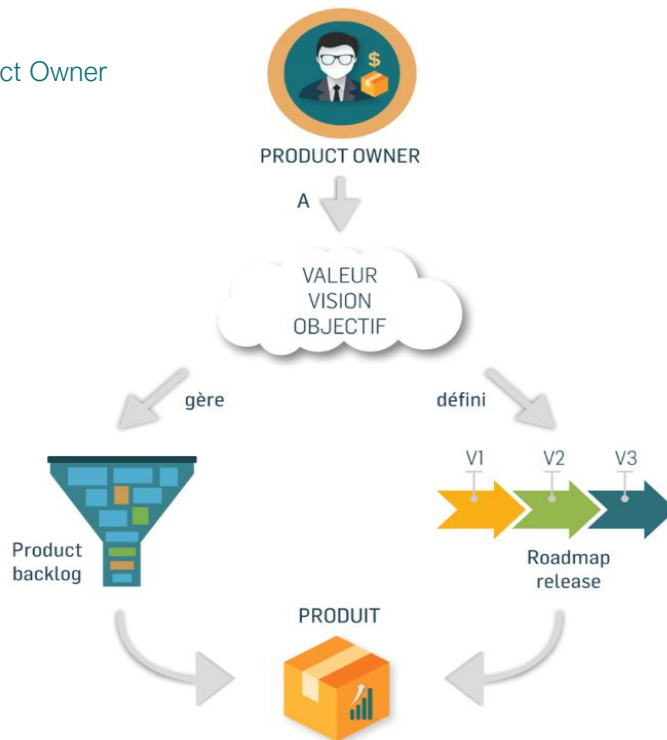 ct Owner
$
PRODUCT OWNER
A
VALEUR
VISION
OBJECTIF
gère
défini
V1 V2 V3
Product
backlog
Roadmap
release
PRODUIT